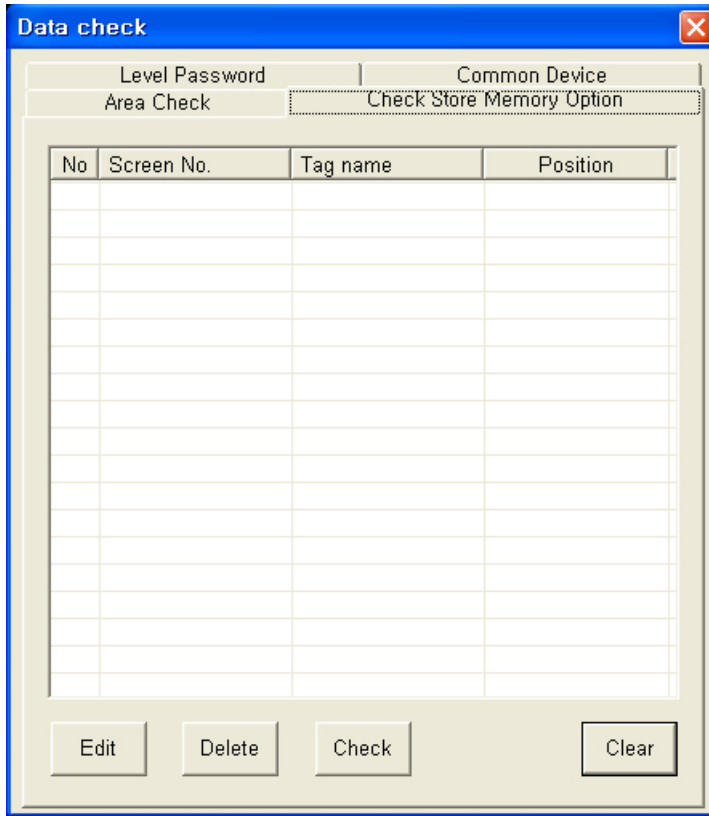 Data check
Level Password Common Device
Area Check Check Store Memory Option
No Screen No. Tag name Position
Edit Delete Check Clear